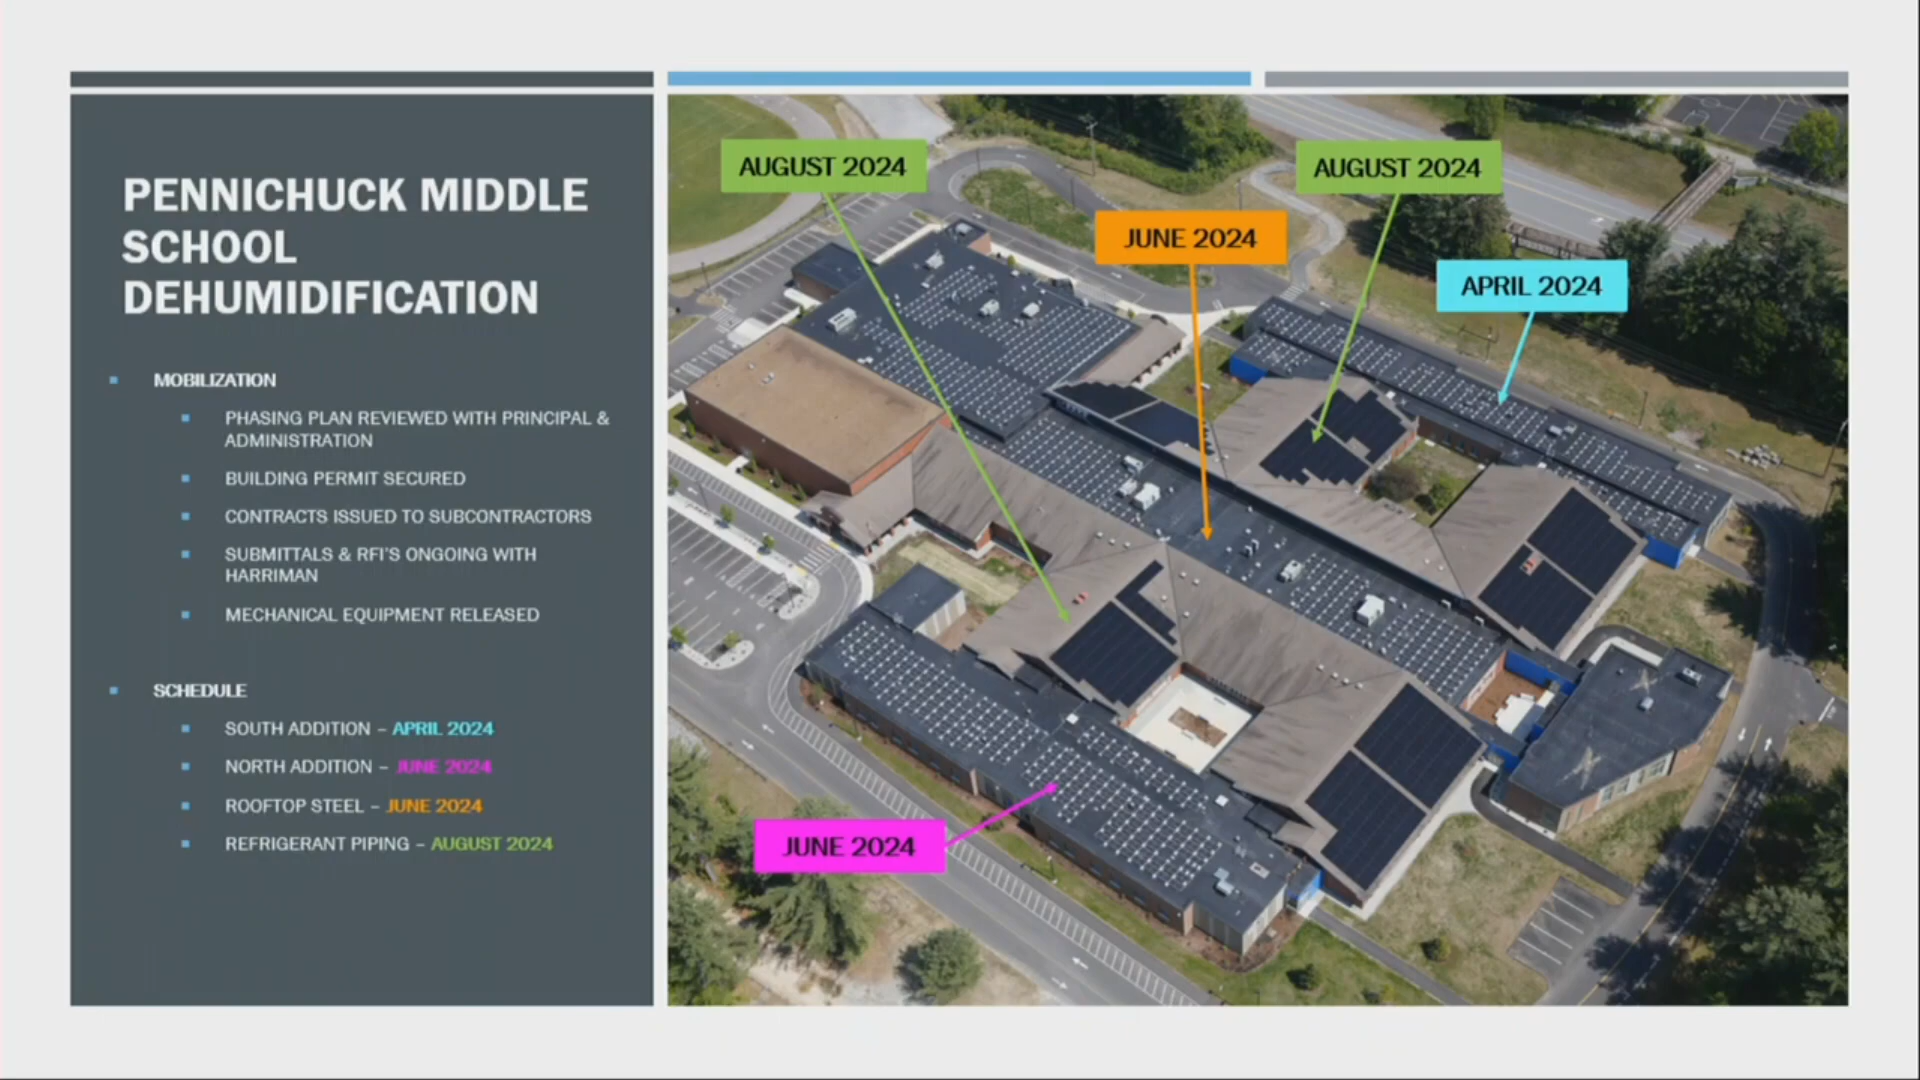 PENNICHUCK MIDDLE
SCHOOL
DEHUMIDIFICATION
MOBILIZATION
PHASING PLAN REVIEWED WITH PRINCIPAL &
ADMINISTRATION
BUILDING PERMIT SECURED
CONTRACTS ISSUED TO SUBCONTRACTORS
SUBMITTALS & RFI'S ONGOING WITH
HARRIMAN
MECHANICAL EQUIPMENT RELEASED
SCHEDULE
SOUTH ADDITION – APRIL 2024
NORTH ADDITION – JUNE 2024
ROOFTOP STEEL – JUNE 2024
REFRIGERANT PIPING – AUGUST 2024
AUGUST 2024
AUGUST 2024
JUNE 2024
APRIL 2024
JUNE 2024